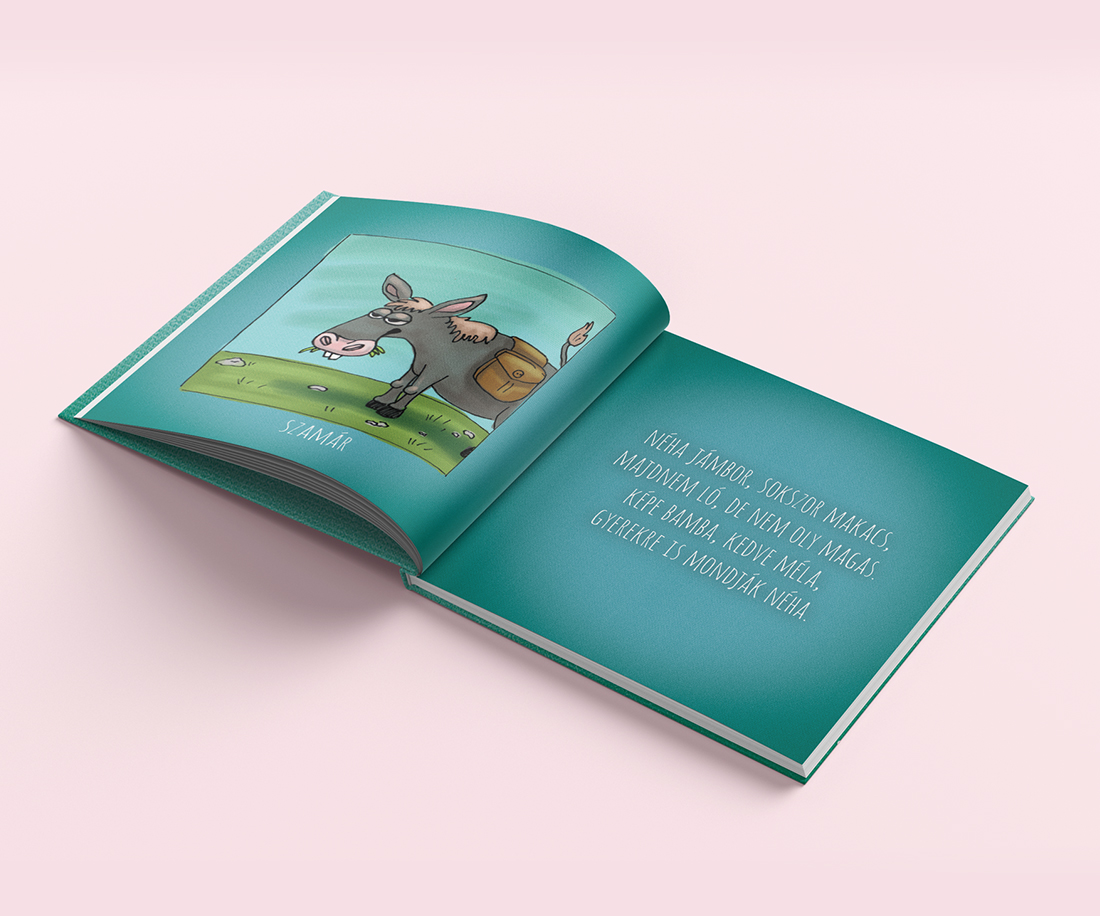 SZAMÁR
NÉHA JÁMBOR, SOKSZOR MAKACS,
MAJDNEM LÓ, DE NEM OLY MAGAS.
KÉPE BAMBA, KEDVE MÉLA,
GYEREKRE IS MONDJÁK NÉHA.